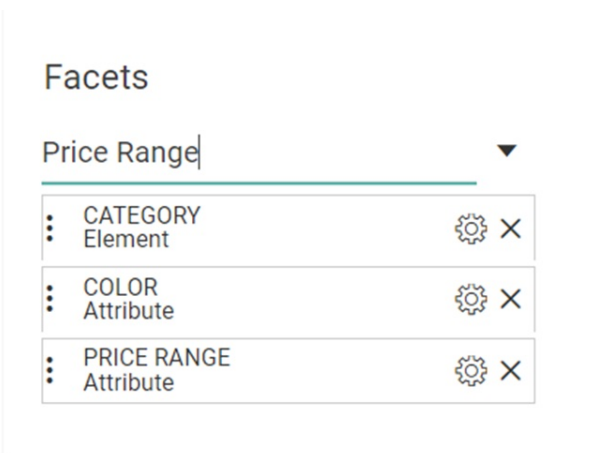 Facets
Price Range
CATEGORY
Element
COLOR
Attribute
PRICE RANGE
Attribute